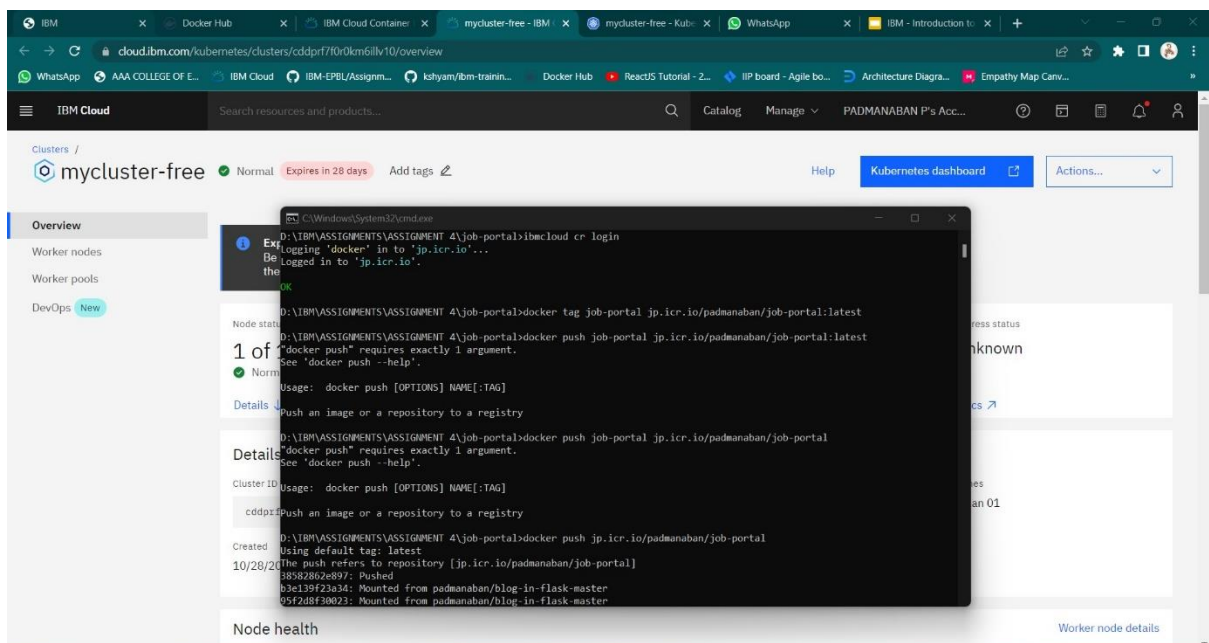 IBM
Docker Hub
IBM Cloud Container
mycluster-free - IBM C
mycluster-free - Kube
WhatsApp
IBM - Introduction to
cloud.ibm.com/kubernetes/clusters/cddprf7f0r0km6illv10/overview
WhatsApp
AAA COLLEGE OF E...
IBM Cloud
IBM-EPBL/Assignm...
kshyam/ibm-trainin...
Docker Hub
ReactJS Tutorial - 2...
IIP board - Agile bo...
Architecture Diagra...
Empathy Map Canv...
»
IBM Cloud
Search resources and products...
Catalog
Manage
PADMANABAN P's Acc...
Clusters /
mycluster-free
Normal
Expires in 28 days
Add tags
Help
Kubernetes dashboard
Actions...
Overview
Worker nodes
Worker pools
DevOps New
Exp
Be
the
Node statu
1 of 1
Norm
Details
ress status
nknown
cs
Details
Cluster ID
cddprf
Created
10/28/20
es
an 01
Node health
Worker node details
C:\Windows\System32\cmd.exe
D:\IBM\ASSIGNMENTS\ASSIGNMENT 4\job-portal>ibmcloud cr login
Logging 'docker' in to 'jp.icr.io'...
Logged in to 'jp.icr.io'.
OK
D:\IBM\ASSIGNMENTS\ASSIGNMENT 4\job-portal>docker tag job-portal jp.icr.io/padmanaban/job-portal:latest
D:\IBM\ASSIGNMENTS\ASSIGNMENT 4\job-portal>docker push job-portal jp.icr.io/padmanaban/job-portal:latest
"docker push" requires exactly 1 argument.
See 'docker push --help'.
Usage:  docker push [OPTIONS] NAME[:TAG]
Push an image or a repository to a registry
D:\IBM\ASSIGNMENTS\ASSIGNMENT 4\job-portal>docker push job-portal jp.icr.io/padmanaban/job-portal
"docker push" requires exactly 1 argument.
See 'docker push --help'.
Usage:  docker push [OPTIONS] NAME[:TAG]
Push an image or a repository to a registry
D:\IBM\ASSIGNMENTS\ASSIGNMENT 4\job-portal>docker push jp.icr.io/padmanaban/job-portal
Using default tag: latest
The push refers to repository [jp.icr.io/padmanaban/job-portal]
38582862e897: Pushed
b3e139f23a34: Mounted from padmanaban/blog-in-flask-master
95f2d8f30023: Mounted from padmanaban/blog-in-flask-master